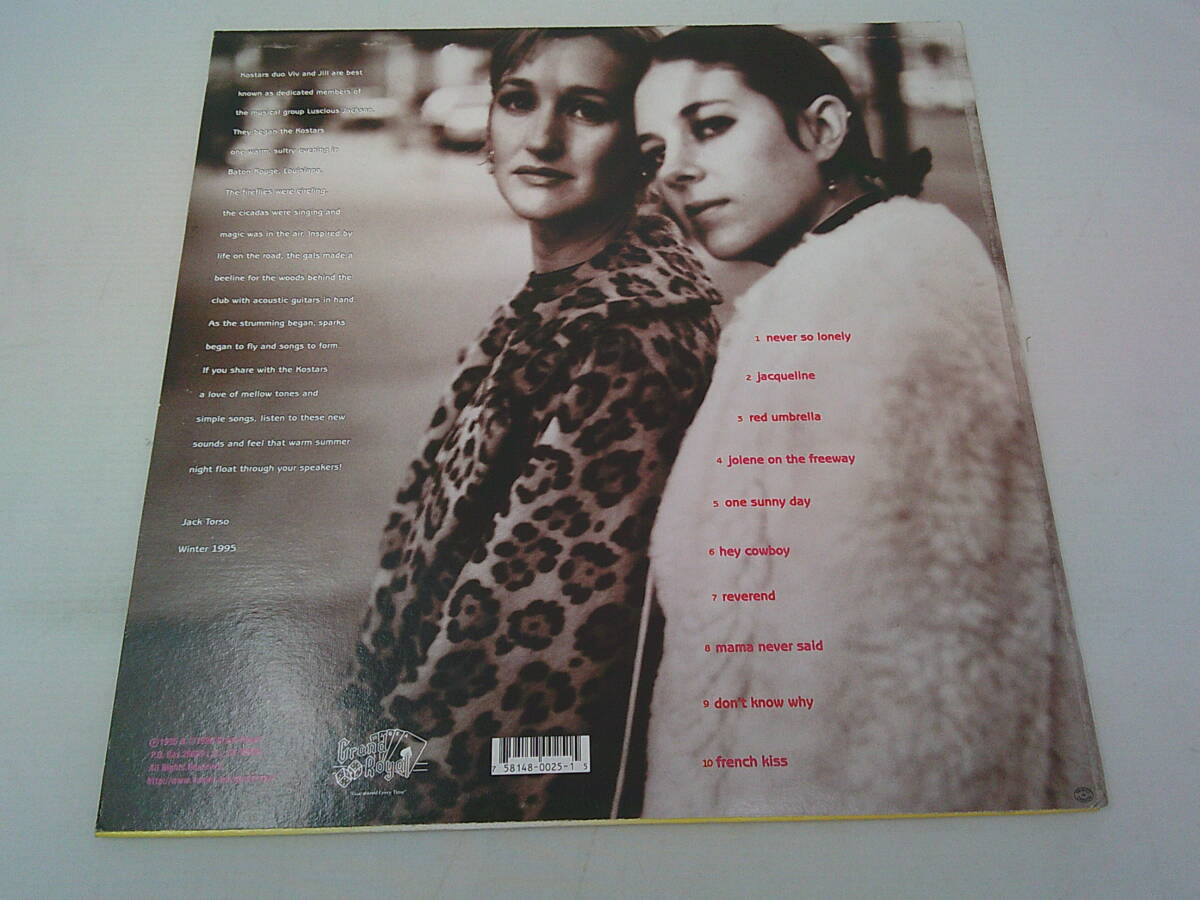 Kostars duo Viv and Jill are best
known as dedicated members of
the musical group Luscious Jackson.
They began the Kostars
one warm, sultry evening in
Baton Rouge, Louisiana.
The fireflies were circling,
the cicadas were singing and
magic was in the air. Inspired by
life on the road, the gals made a
beeline for the woods behind the
club with acoustic guitars in hand.
As the strumming began, sparks
began to fly and songs to form.
If you share with the Kostars
a love of mellow tones and
simple songs, listen to these new
sounds and feel that warm summer
night float through your speakers!
Jack Torso
Winter 1995
1 never so lonely
2 jacqueline
3 red umbrella
4 jolene on the freeway
5 one sunny day
6 hey cowboy
7 reverend
8 mama never said
9 don't know why
10 french kiss
P.O. Box
All Rights Reserved
http://www.
Grand
Royal
7 58148-0025-1 5